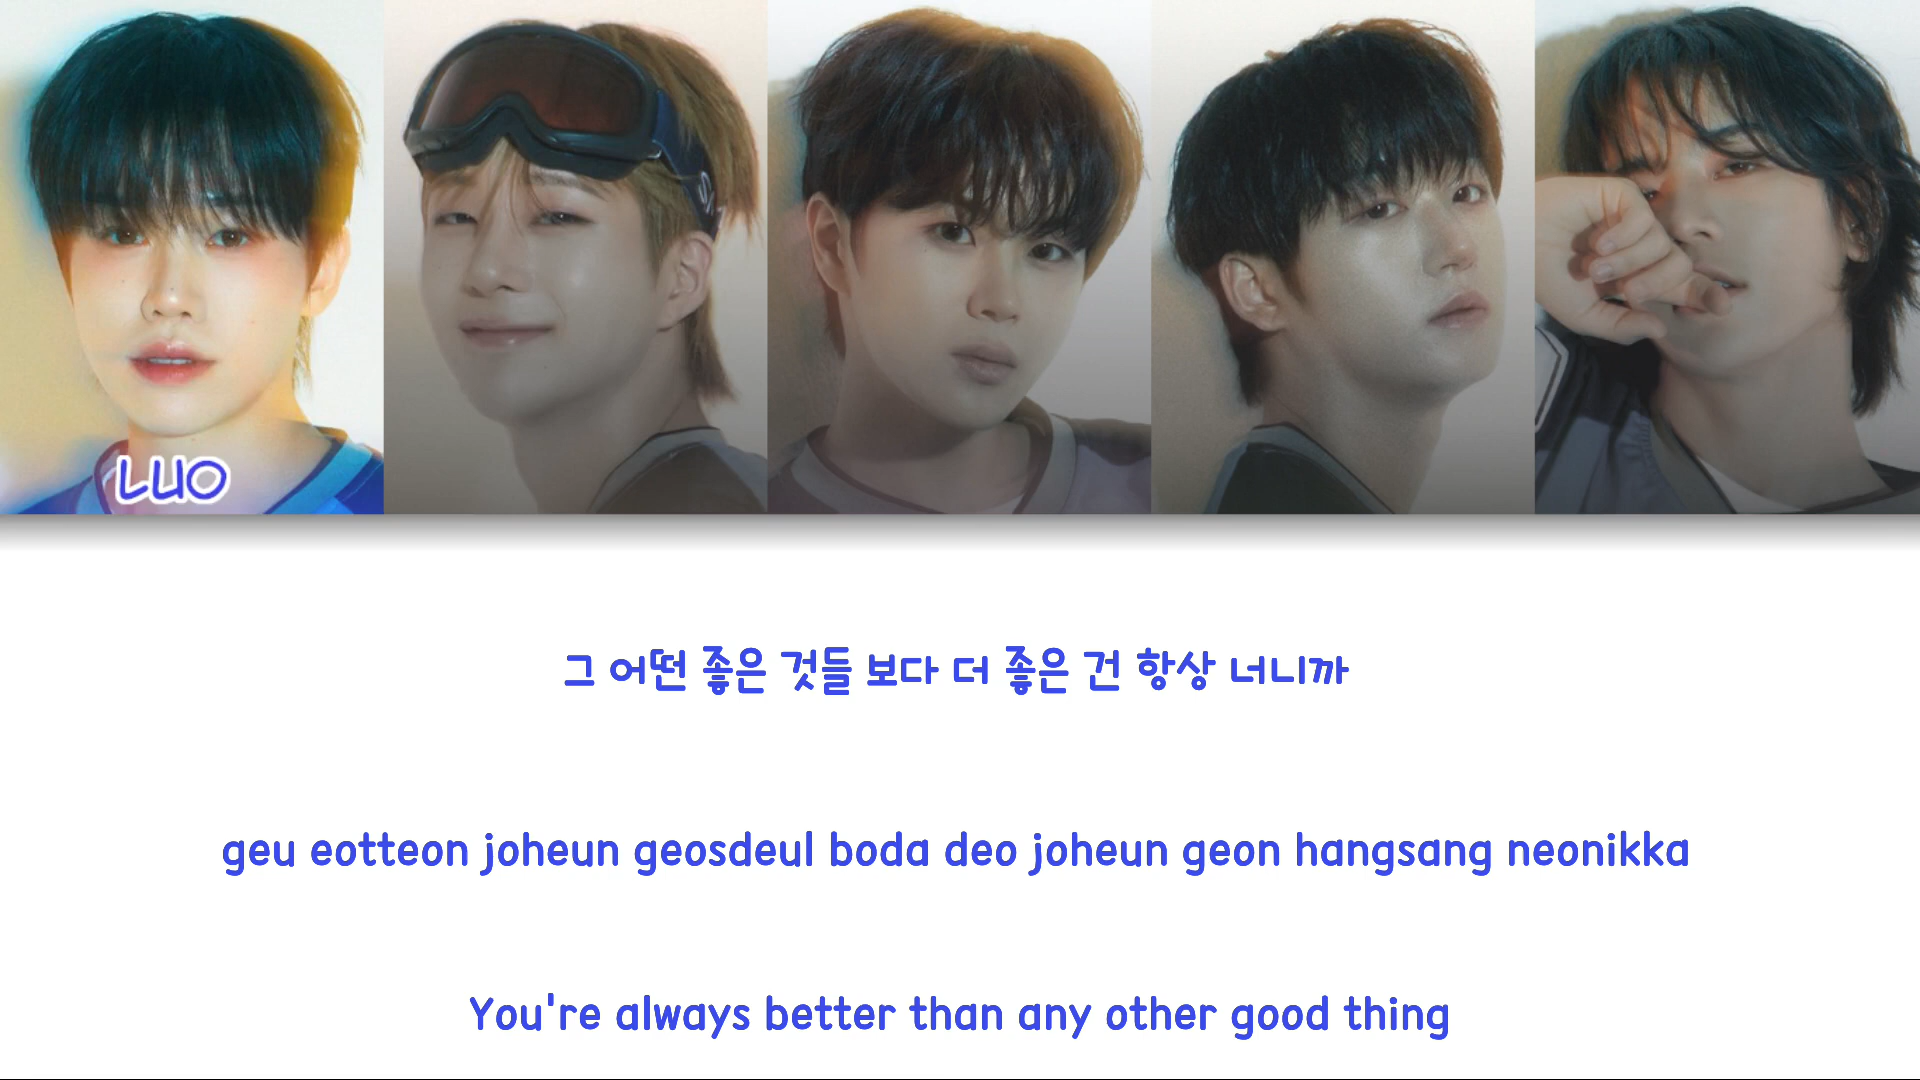 LUO
그 어떤 좋은 것들 보다 더 좋은 건 항상 너니까
geu eotteon joheun geosdeul boda deo joheun geon hangsang neonikka
You're always better than any other good thing